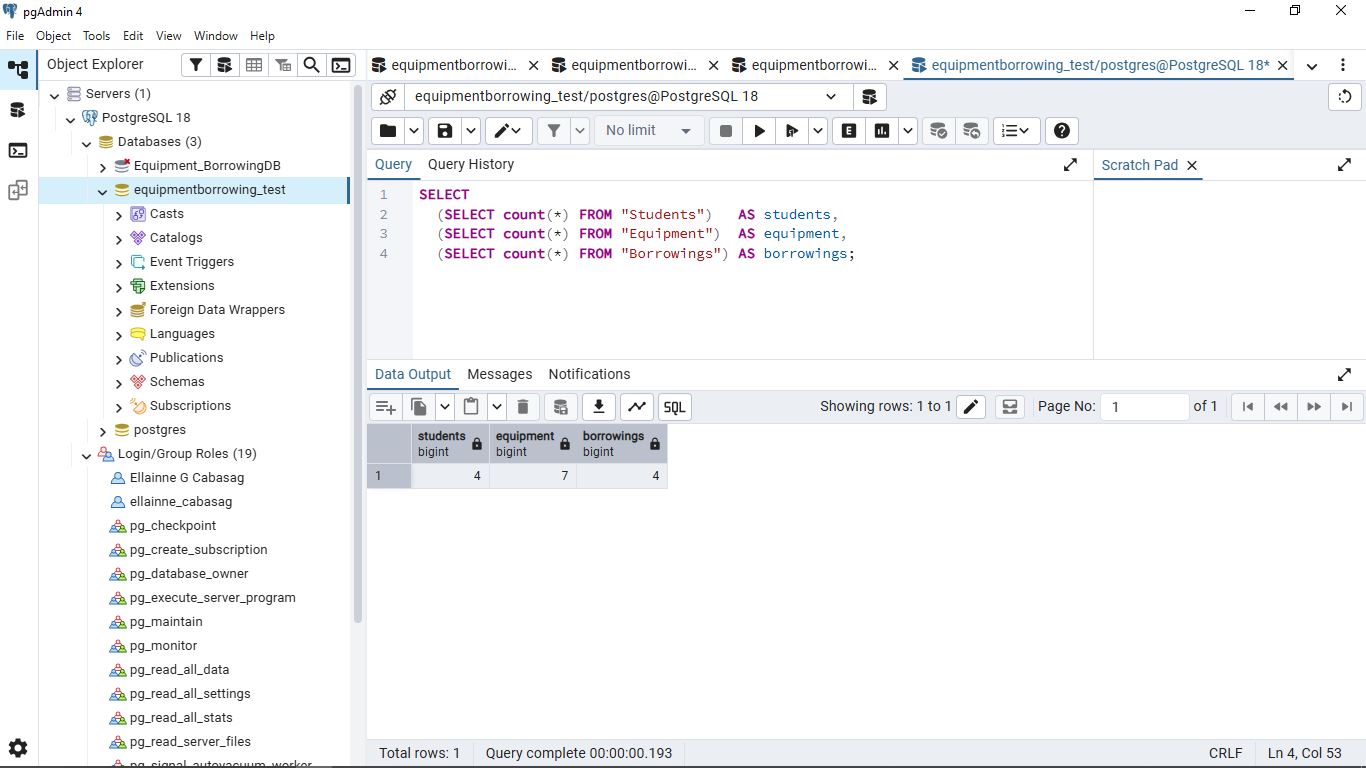 pgAdmin 4
File Object Tools Edit View Window Help
Object Explorer
Servers (1)
PostgreSQL 18
Databases (3)
Equipment_BorrowingDB
equipmentborrowing_test
Casts
Catalogs
Event Triggers
Extensions
Foreign Data Wrappers
Languages
Publications
Schemas
Subscriptions
postgres
Login/Group Roles (19)
Ellainne G Cabasag
ellainne_cabasag
pg_checkpoint
pg_create_subscription
pg_database_owner
pg_execute_server_program
pg_maintain
pg_monitor
pg_read_all_data
pg_read_all_settings
pg_read_all_stats
pg_read_server_files
pg_signal_autovacuum_worker
equipmentborrowi... equipmentborrowi... equipmentborrowi... equipmentborrowing_test/postgres@PostgreSQL 18*
equipmentborrowing_test/postgres@PostgreSQL 18
No limit E
Query Query History
Scratch Pad
1 SELECT
2 (SELECT count(*) FROM "Students") AS students,
3 (SELECT count(*) FROM "Equipment") AS equipment,
4 (SELECT count(*) FROM "Borrowings") AS borrowings;
Data Output Messages Notifications
SQL Showing rows: 1 to 1 Page No: 1 of 1
students equipment borrowings
bigint bigint bigint
1 4 7 4
Total rows: 1 Query complete 00:00:00.193 CRLF Ln 4, Col 53